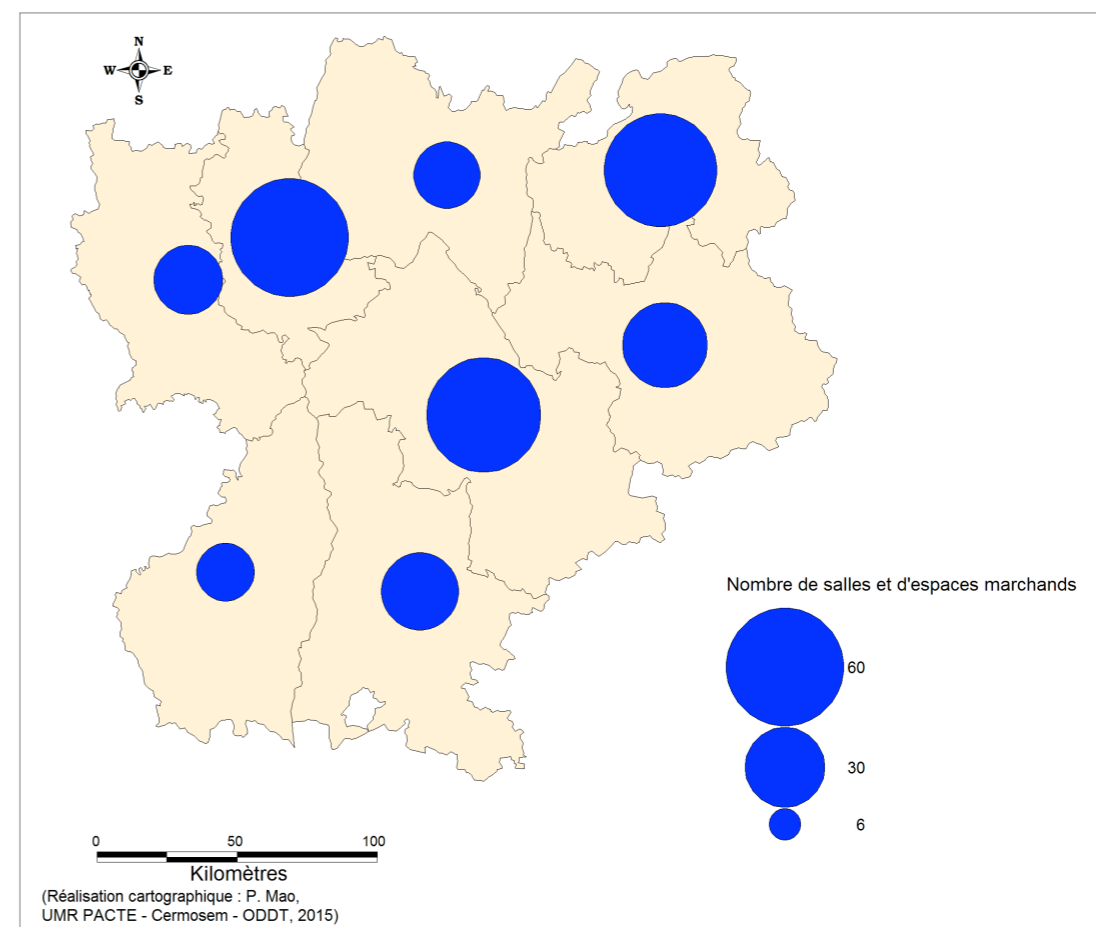 N
W E
S
Nombre de salles et d'espaces marchands
60
30
6
0 50 100
Kilomètres
(Réalisation cartographique : P. Mao,
UMR PACTE - Cermosem - ODDT, 2015)